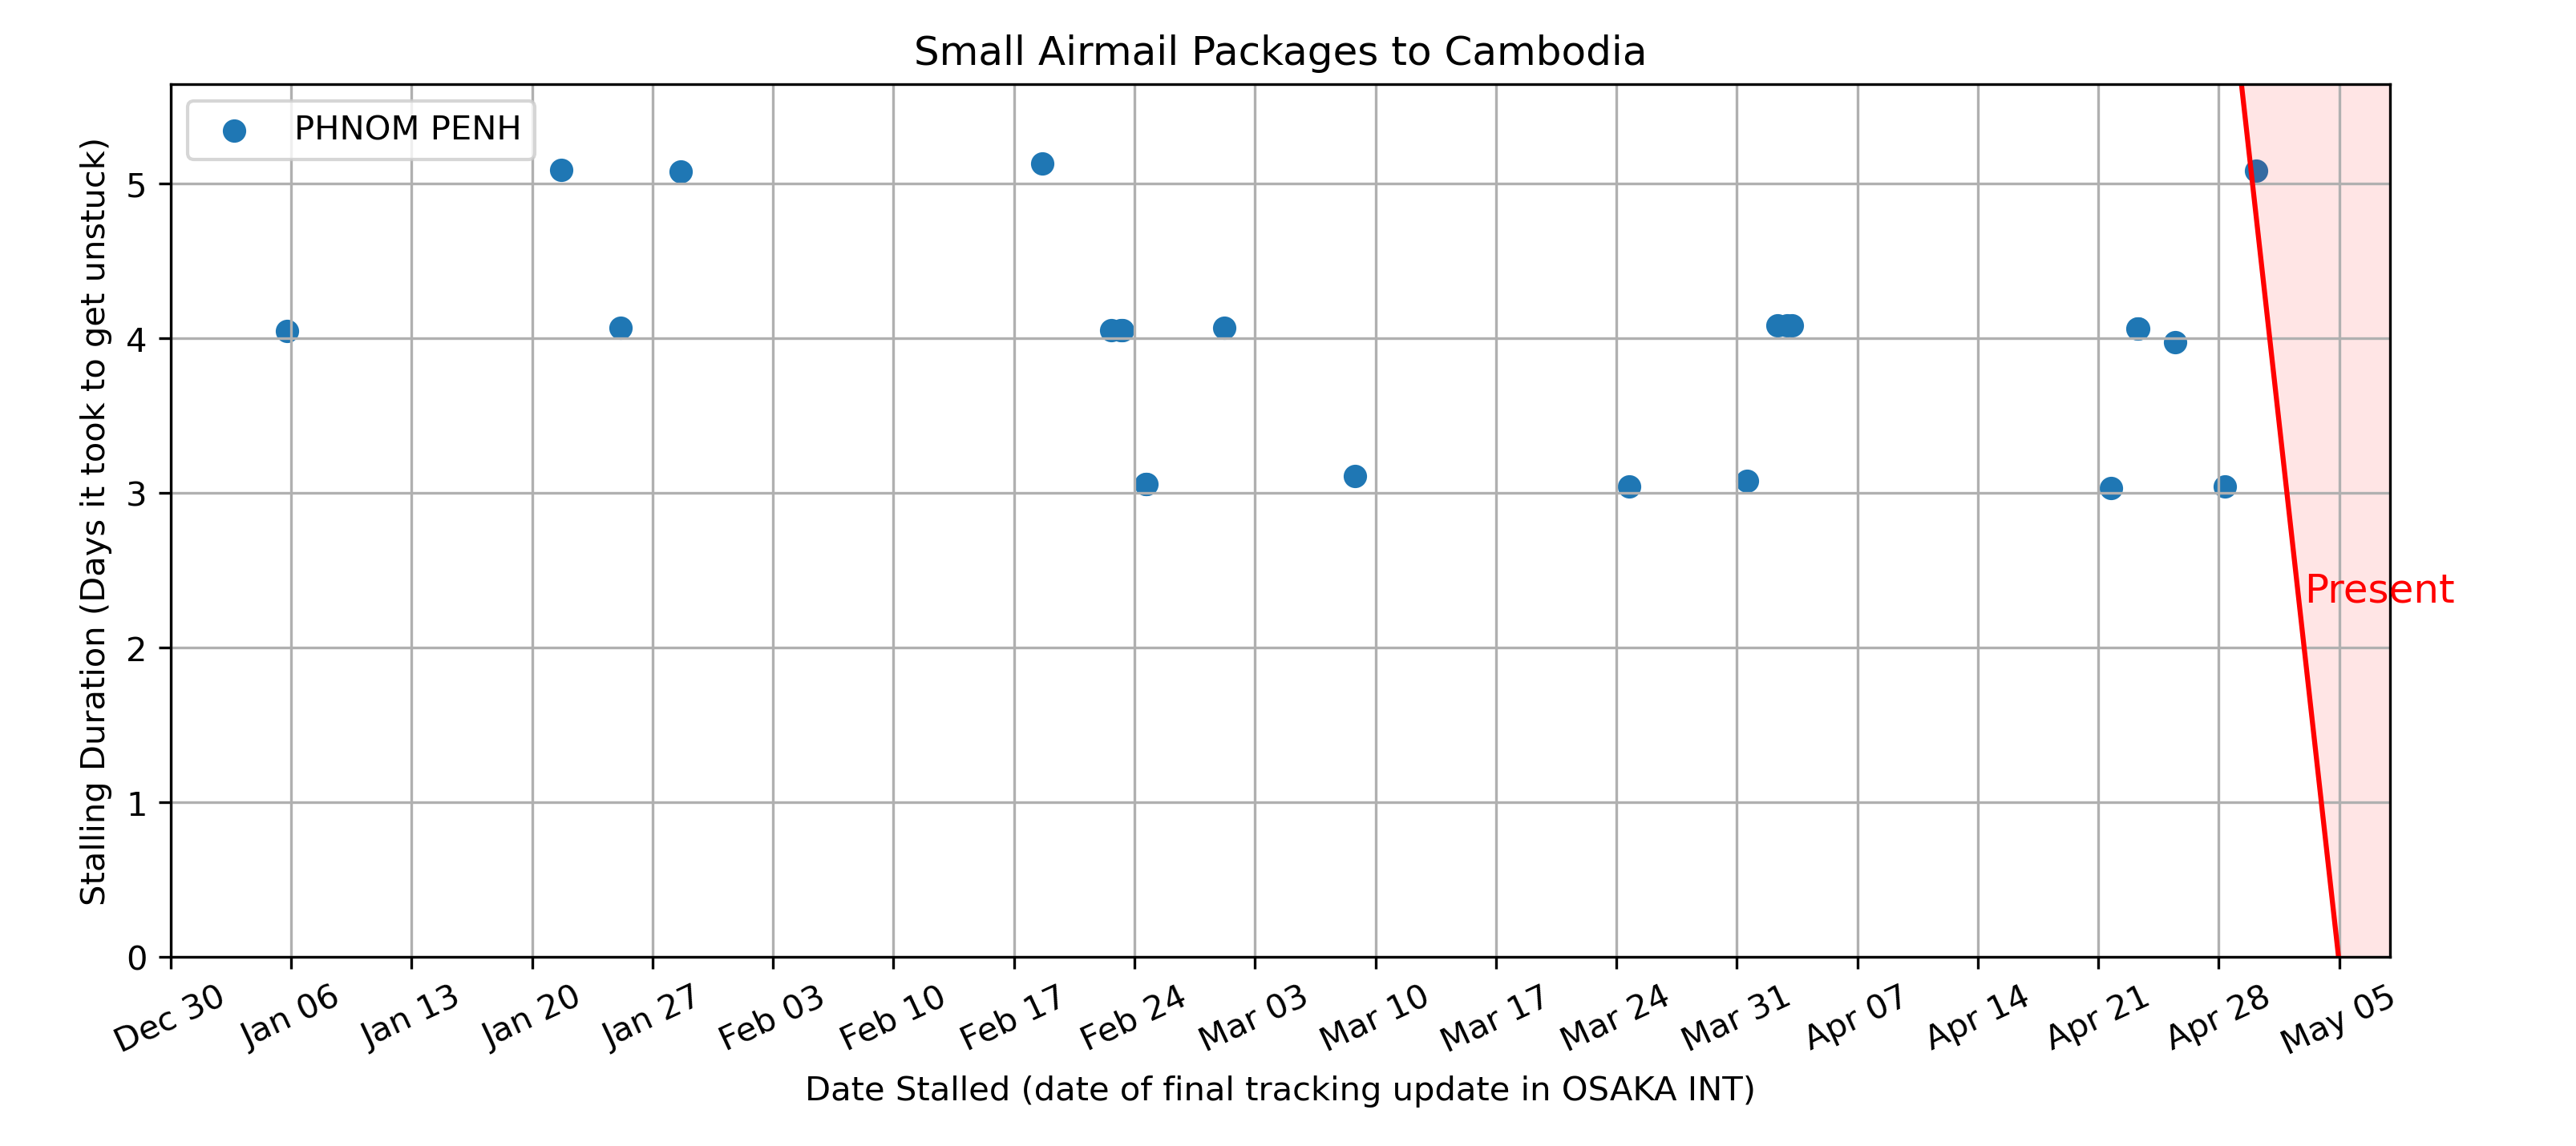 Small Airmail Packages to Cambodia
PHNOM PENH
Stalling Duration (Days it took to get unstuck)
5
4
3
2
1
0
Present
Dec 30 Jan 06 Jan 13 Jan 20 Jan 27 Feb 03 Feb 10 Feb 17 Feb 24 Mar 03 Mar 10 Mar 17 Mar 24 Mar 31 Apr 07 Apr 14 Apr 21 Apr 28 May 05
Date Stalled (date of final tracking update in OSAKA INT)